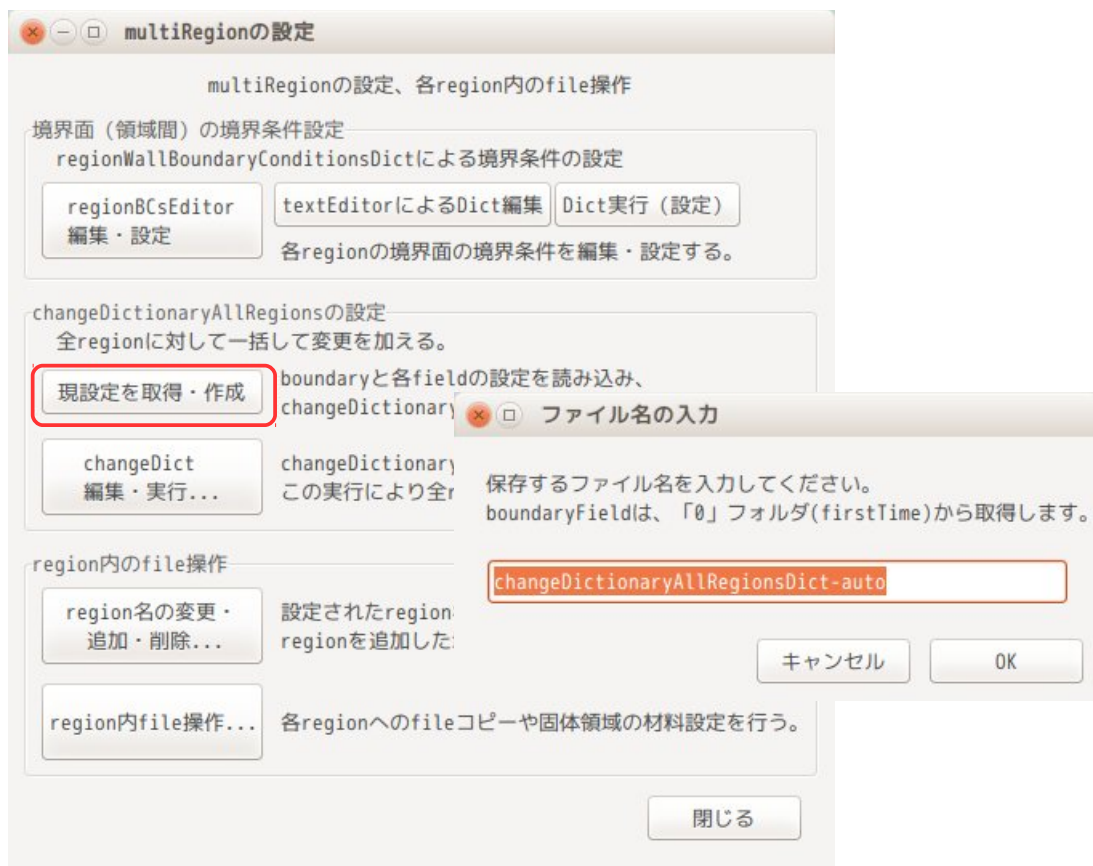 multiRegionの設定
multiRegionの設定、各region内のfile操作
境界面（領域間）の境界条件設定
regionWallBoundaryConditionsDictによる境界条件の設定
regionBCsEditor
編集・設定
textEditorによるDict編集
Dict実行（設定）
各regionの境界面の境界条件を編集・設定する。
changeDictionaryAllRegionsの設定
全regionに対して一括して変更を加える。
現設定を取得・作成
boundaryと各fieldの設定を読み込み、
changeDictionary
changeDict
編集・実行...
changeDictionary
この実行により全r
region内のfile操作
region名の変更・
追加・削除...
設定されたregion
regionを追加した
region内file操作...
各regionへのfileコピーや固体領域の材料設定を行う。
閉じる
ファイル名の入力
保存するファイル名を入力してください。
boundaryFieldは、「0」フォルダ(firstTime)から取得します。
changeDictionaryAllRegionsDict-auto
キャンセル
OK